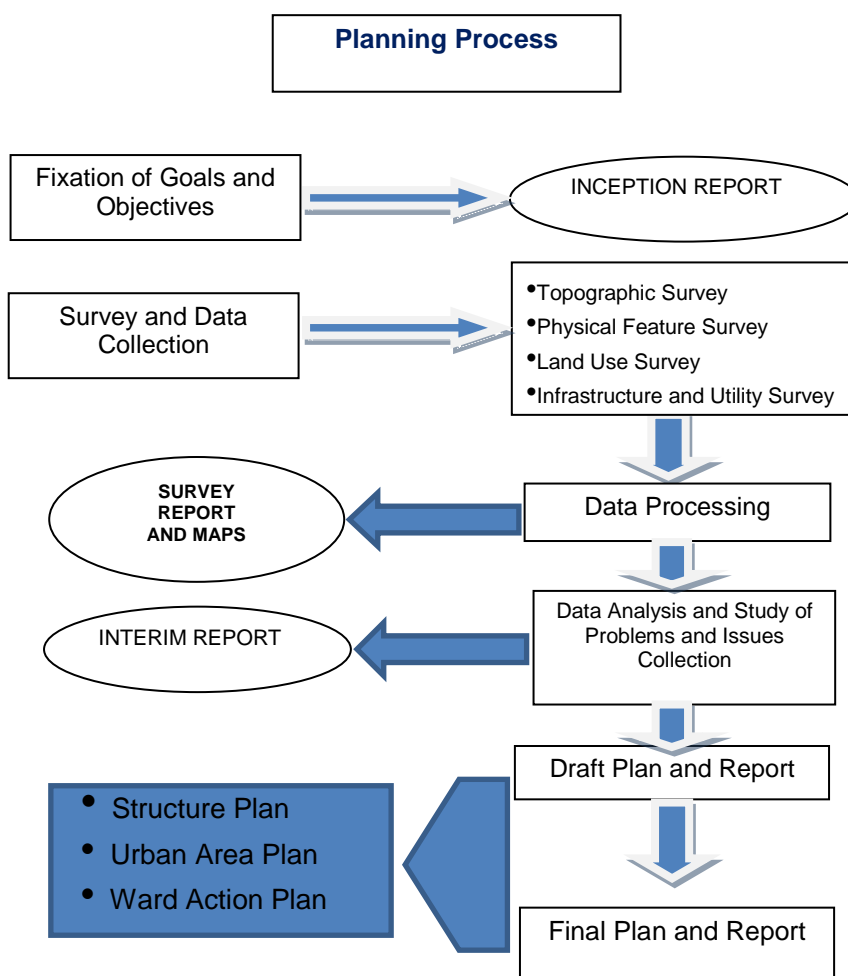 Planning Process
Fixation of Goals and
Objectives
INCEPTION REPORT
Survey and Data
Collection
•Topographic Survey
•Physical Feature Survey
•Land Use Survey
•Infrastructure and Utility Survey
SURVEY
REPORT
AND MAPS
Data Processing
INTERIM REPORT
Data Analysis and Study of
Problems and Issues
Collection
Draft Plan and Report
• Structure Plan
• Urban Area Plan
• Ward Action Plan
Final Plan and Report